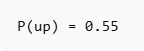 P(up) = 0.55